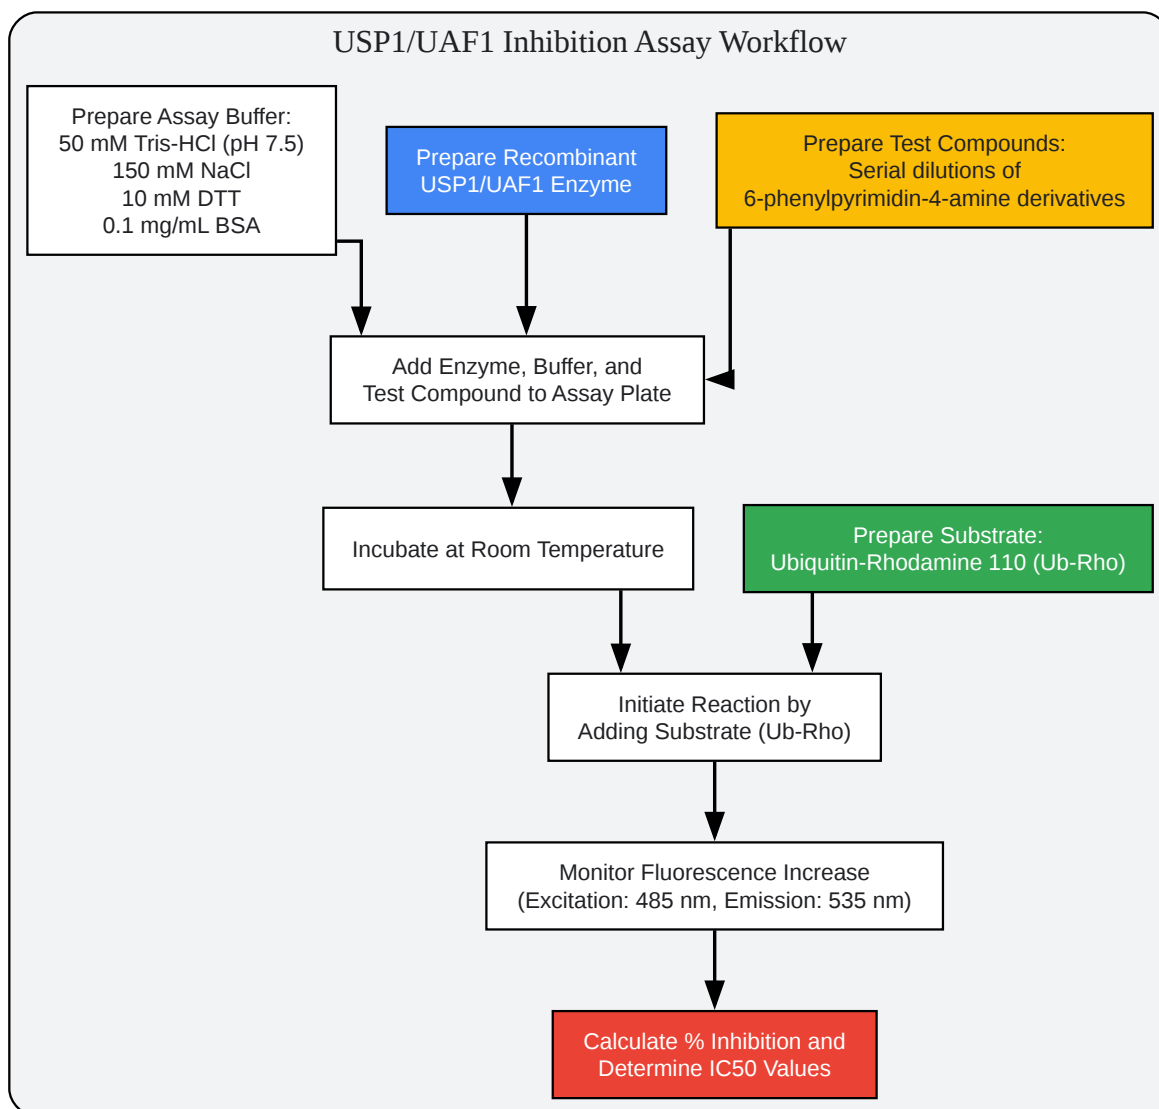 USP1/UAF1 Inhibition Assay Workflow
Prepare Assay Buffer:
50 mM Tris-HCl (pH 7.5)
150 mM NaCl
10 mM DTT
0.1 mg/mL BSA
Prepare Recombinant
USP1/UAF1 Enzyme
Prepare Test Compounds:
Serial dilutions of
6-phenylpyrimidin-4-amine derivatives
Add Enzyme, Buffer, and
Test Compound to Assay Plate
Incubate at Room Temperature
Prepare Substrate:
Ubiquitin-Rhodamine 110 (Ub-Rho)
Initiate Reaction by
Adding Substrate (Ub-Rho)
Monitor Fluorescence Increase
(Excitation: 485 nm, Emission: 535 nm)
Calculate % Inhibition and
Determine IC50 Values